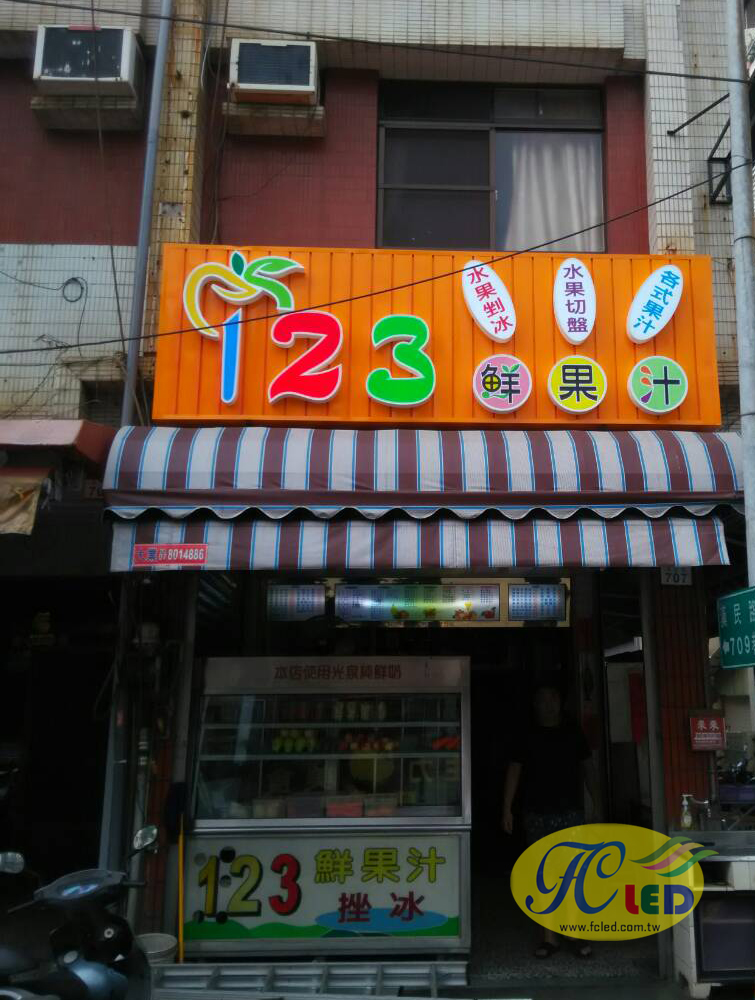 123
水果剉冰
水果切盤
各式果汁
鮮果汁
8014886
707
709
本店使用光泉純鮮奶
123
鮮果汁
挫冰
FC LED
www.fcled.com.tw